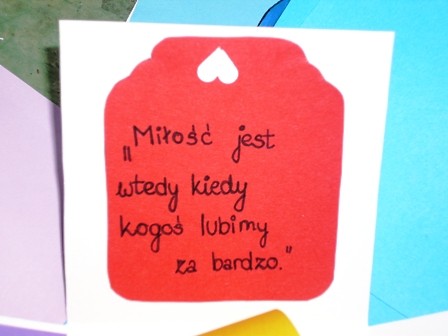 „Miłość jest
wtedy kiedy
kogoś lubimy
za bardzo.”